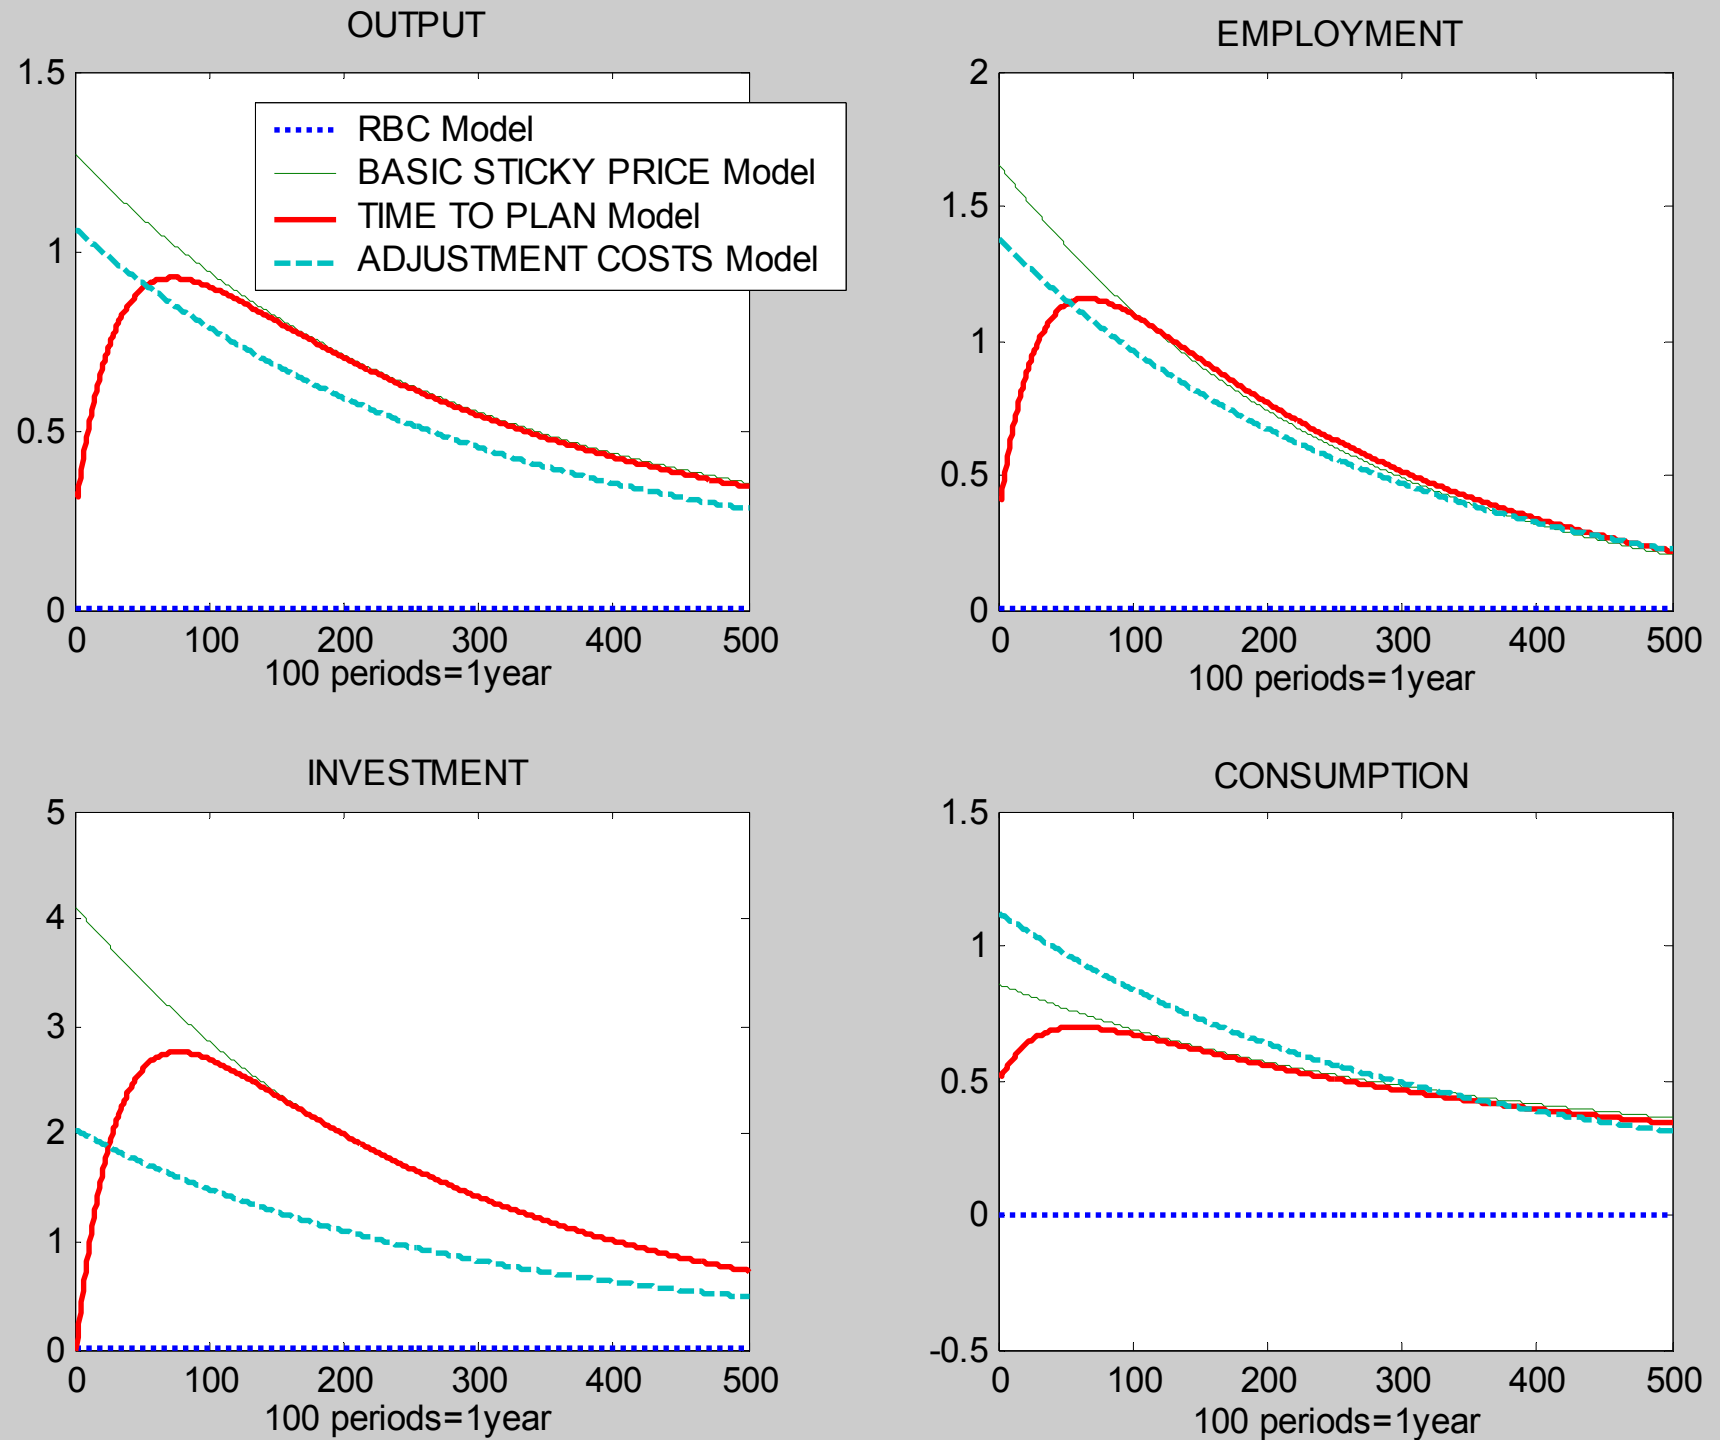 OUTPUT
1.5
1
0.5
0
0 100 200 300 400 500
100 periods=1year
RBC Model
BASIC STICKY PRICE Model
TIME TO PLAN Model
ADJUSTMENT COSTS Model
EMPLOYMENT
2
1.5
1
0.5
0
0 100 200 300 400 500
100 periods=1year
INVESTMENT
5
4
3
2
1
0
0 100 200 300 400 500
100 periods=1year
CONSUMPTION
1.5
1
0.5
0
-0.5
0 100 200 300 400 500
100 periods=1year